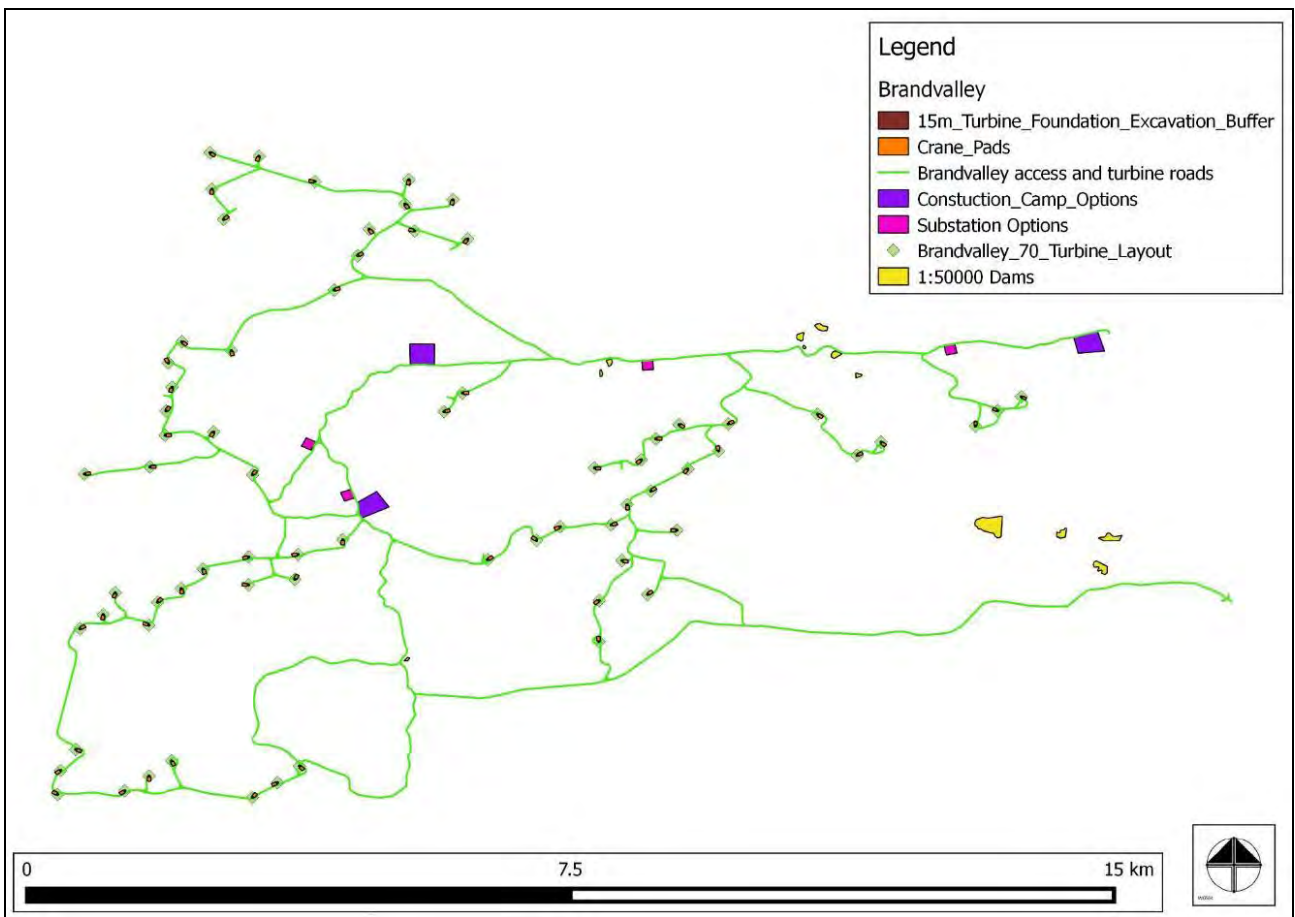 Legend
Brandvalley
15m_Turbine_Foundation_Excavation_Buffer
Crane_Pads
Brandvalley access and turbine roads
Constuction_Camp_Options
Substation Options
Brandvalley_70_Turbine_Layout
1:50000 Dams
0 7.5 15 km